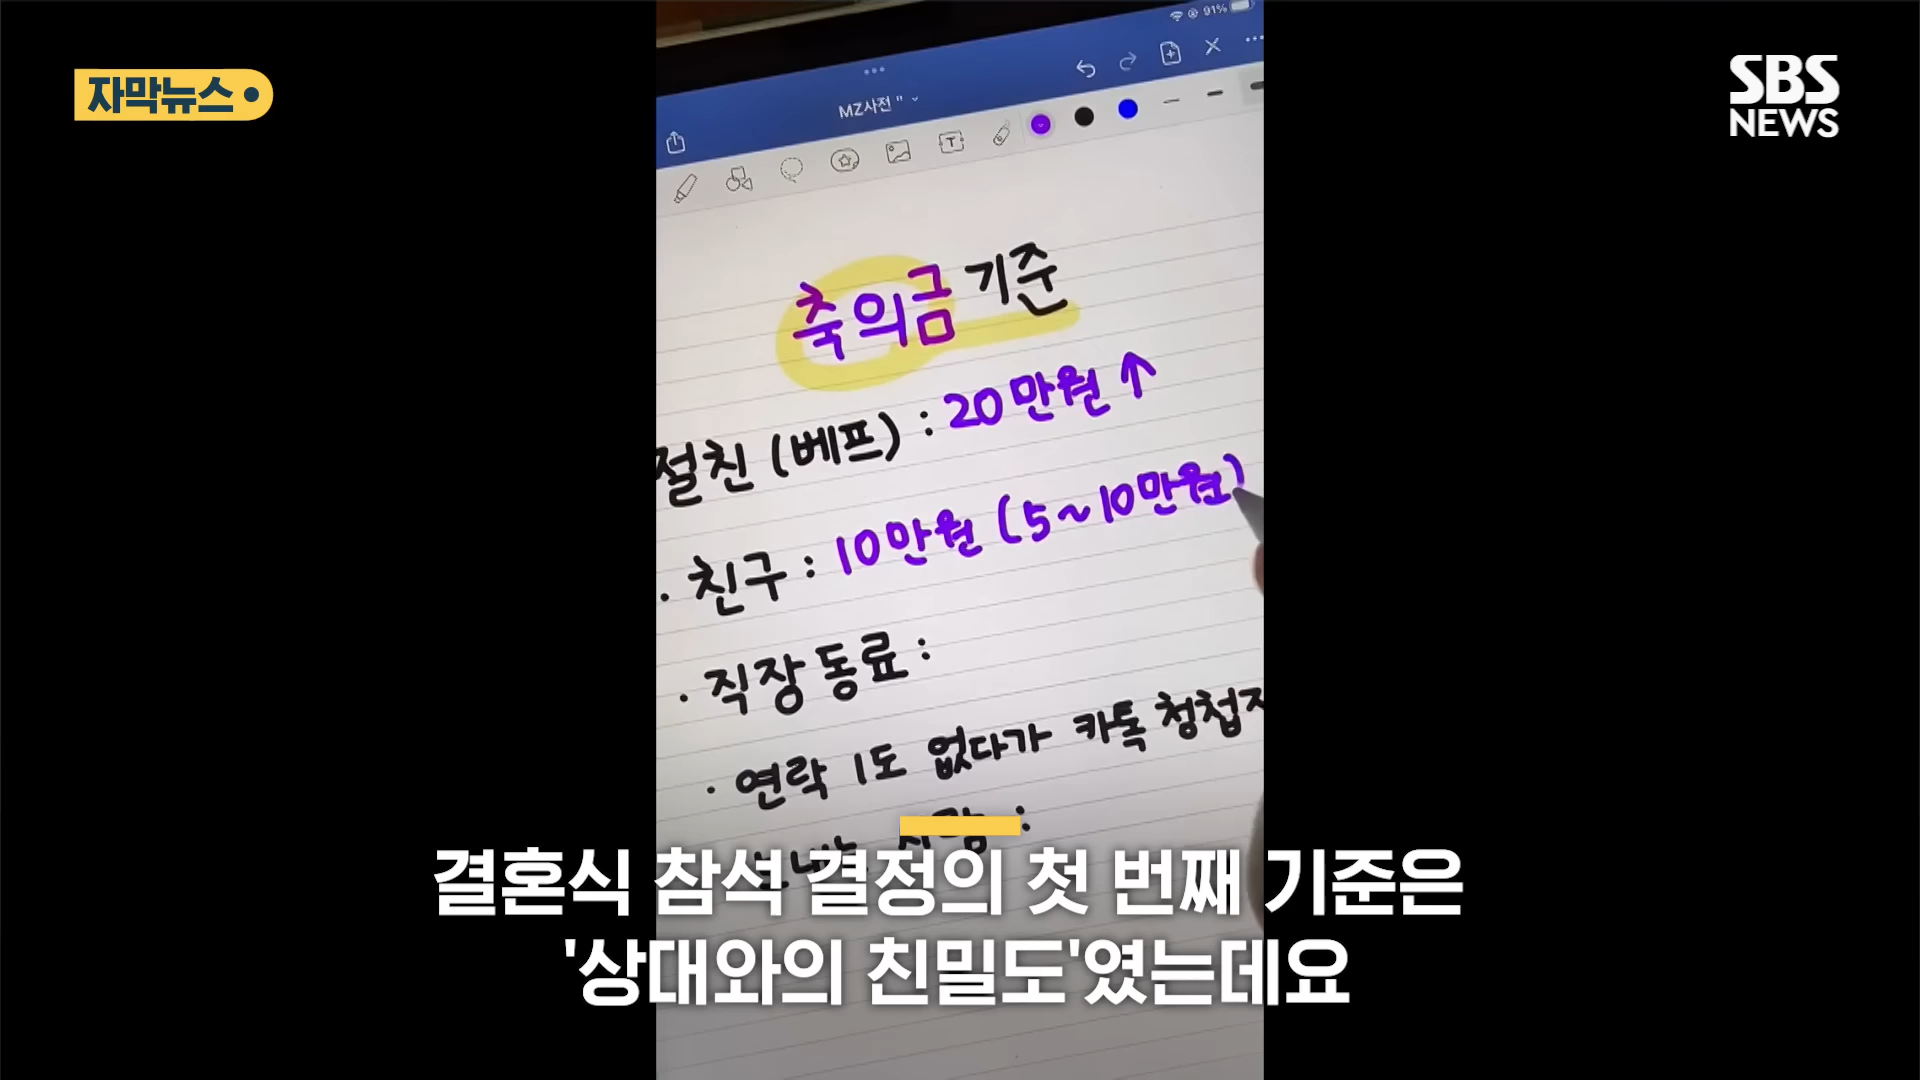 자막뉴스
SBS
NEWS
91%
MZ사전 "
축의금 기준
절친 (베프) : 20만원 ↑
· 친구 : 10만원 (5~10만원)
· 직장 동료 :
· 연락 1도 없다가 카톡 청첩
:
결혼식 참석 결정의 첫 번째 기준은
'상대와의 친밀도'였는데요